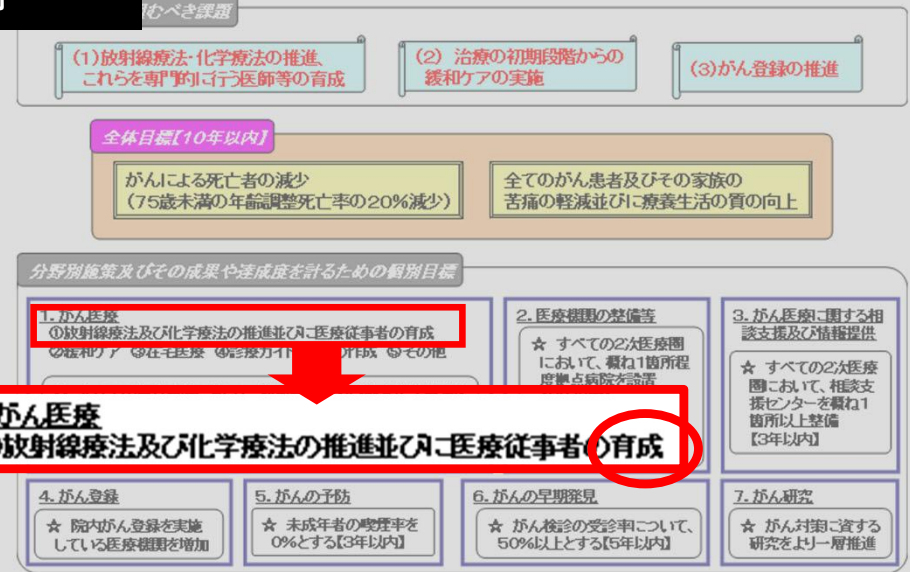 むべき課題
(1)放射線療法・化学療法の推進、
これらを専門的に行う医師等の育成
(2) 治療の初期段階からの
緩和ケアの実施
(3)がん登録の推進
全体目標【10年以内】
がんによる死亡者の減少
(75歳未満の年齢調整死亡率の20%減少)
全てのがん患者及びその家族の
苦痛の軽減並びに療養生活の質の向上
分野別施策及びその成果や達成度を計るための個別目標
1. がん医療
①放射線療法及び化学療法の推進並びに医療従事者の育成
②緩和ケア ③在宅医療 ④診療ガイド の作成 ⑤その他
2. 医療機関の整備等
☆ すべての2次医療圏
において、概ね1箇所程
度拠点病院を設置
3. がん医療に関する相
談支援及び情報提供
☆ すべての2次医療
圏において、相談支
援センターを概ね1
箇所以上整備
【3年以内】
がん医療
放射線療法及び化学療法の推進並びに医療従事者の育成
4. がん登録
☆ 院内がん登録を実施
している医療機関を増加
5. がんの予防
☆ 未成年者の喫煙率を
0%とする【3年以内】
6. がんの早期発見
☆ がん検診の受診率について、
50%以上とする【5年以内】
7. がん研究
☆ がん対策に資する
研究をより一層推進